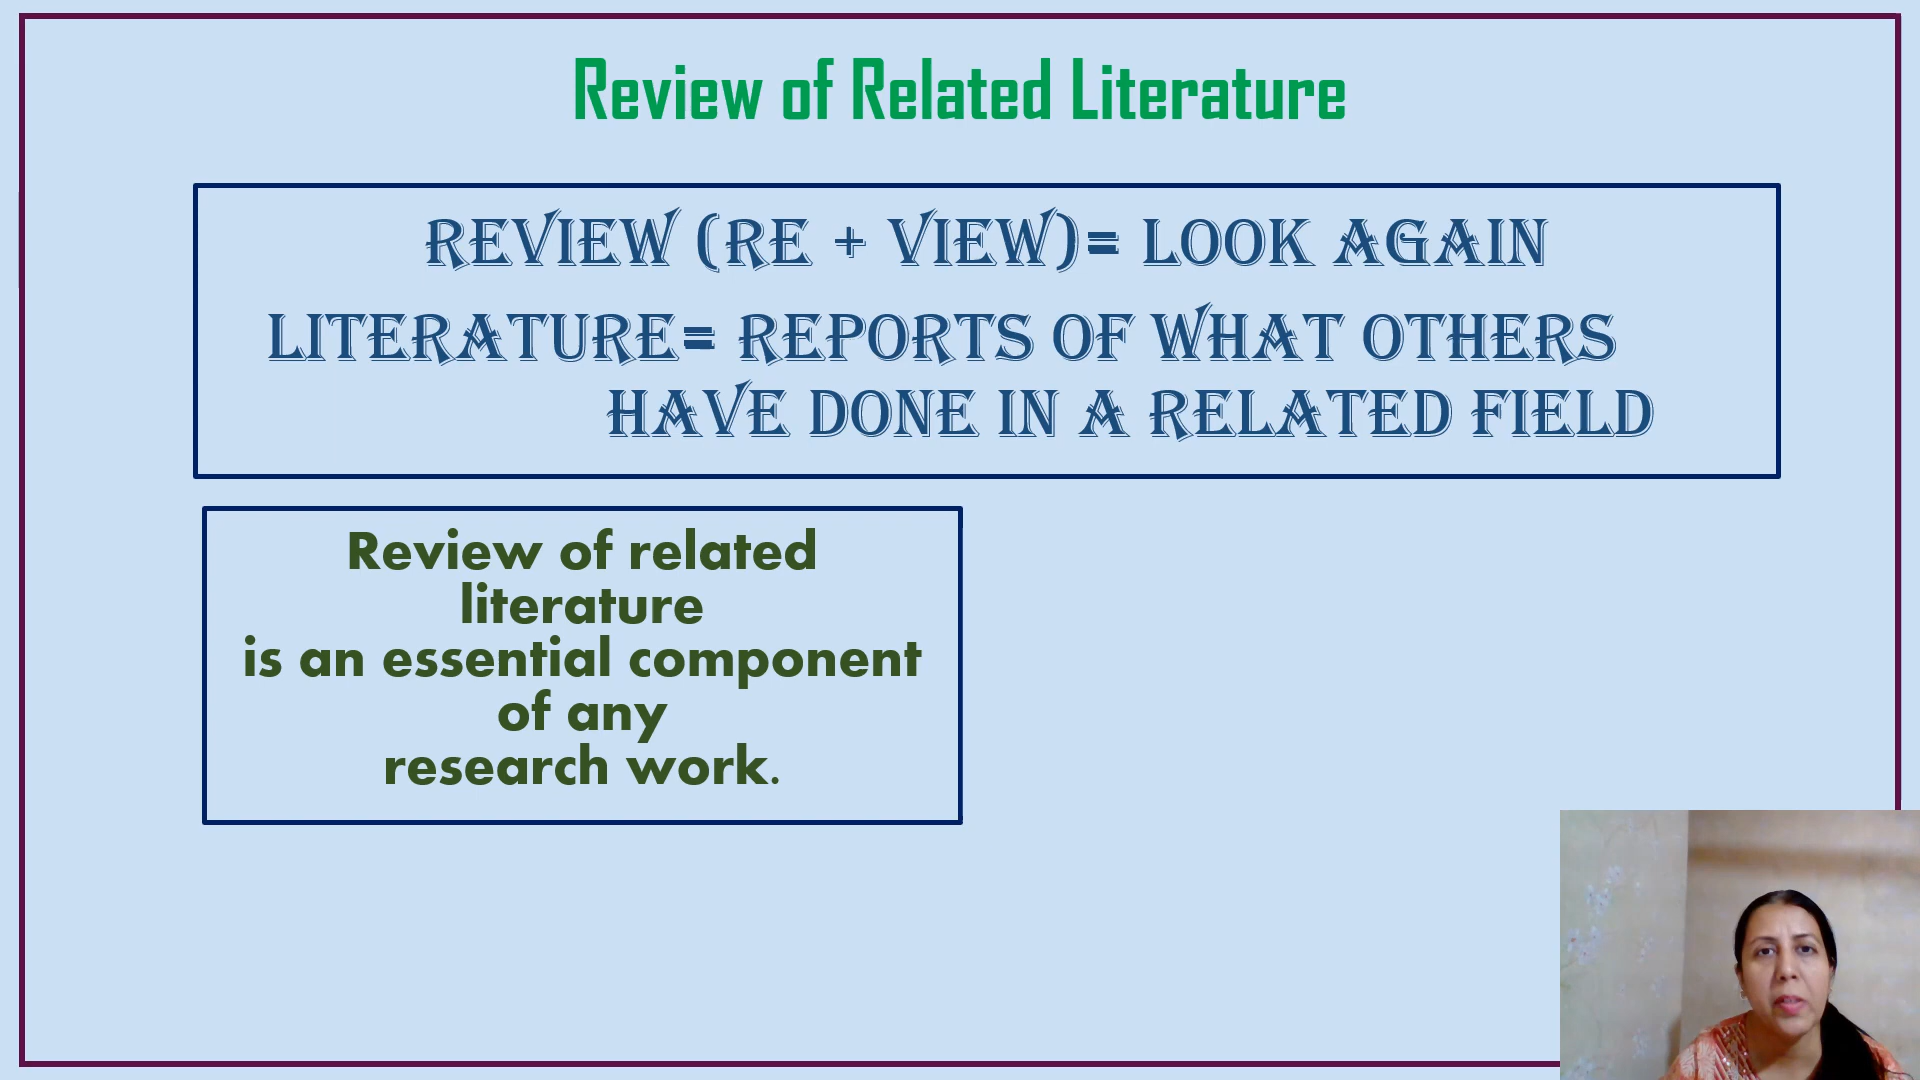 Review of Related Literature
REVIEW (RE + VIEW)= LOOK AGAIN
LITERATURE= REPORTS OF WHAT OTHERS
HAVE DONE IN A RELATED FIELD
Review of related
literature
is an essential component
of any
research work.